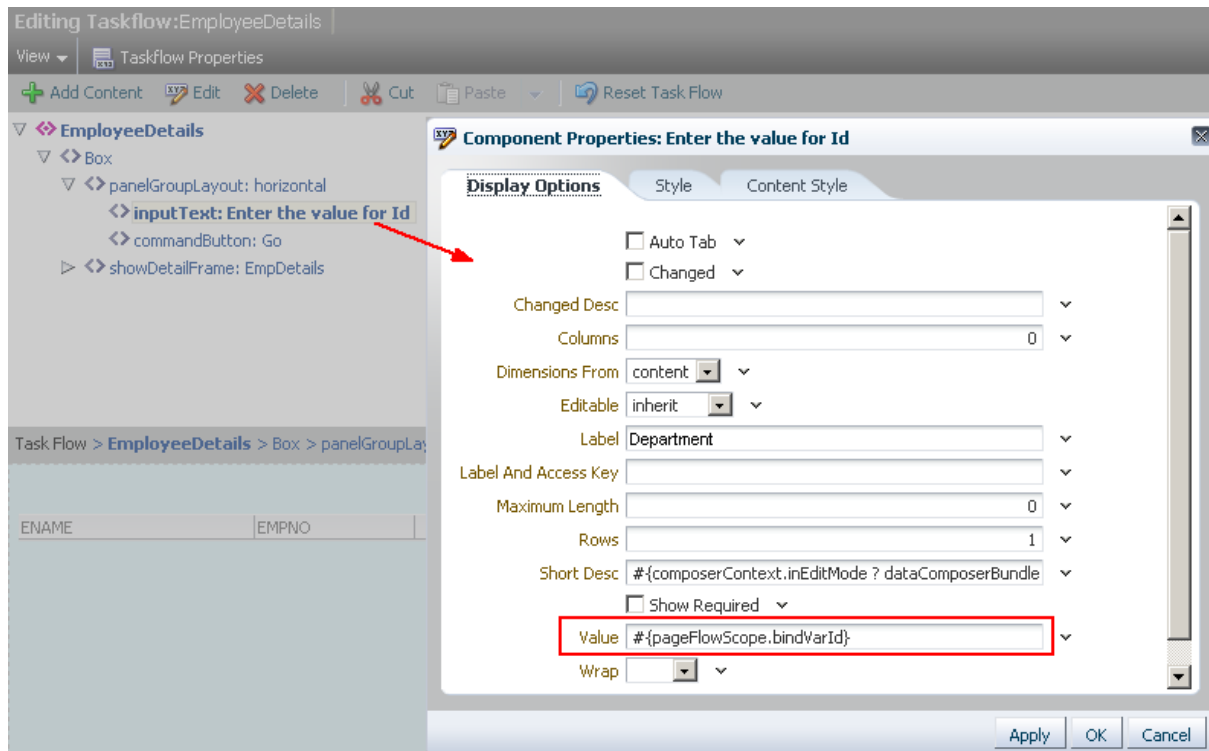 Editing Taskflow:EmployeeDetails
View
Taskflow Properties
Add Content Edit Delete Cut Paste Reset Task Flow
EmployeeDetails
Box
panelGroupLayout: horizontal
inputText: Enter the value for Id
commandButton: Go
showDetailFrame: EmpDetails
Task Flow > EmployeeDetails > Box > panelGroupLay
ENAME EMPNO
Component Properties: Enter the value for Id
Display Options Style Content Style
Auto Tab
Changed
Changed Desc
Columns 0
Dimensions From content
Editable inherit
Label Department
Label And Access Key
Maximum Length 0
Rows 1
Short Desc #{composerContext.inEditMode ? dataComposerBundle
Show Required
Value #{pageFlowScope.bindVarId}
Wrap
Apply OK Cancel